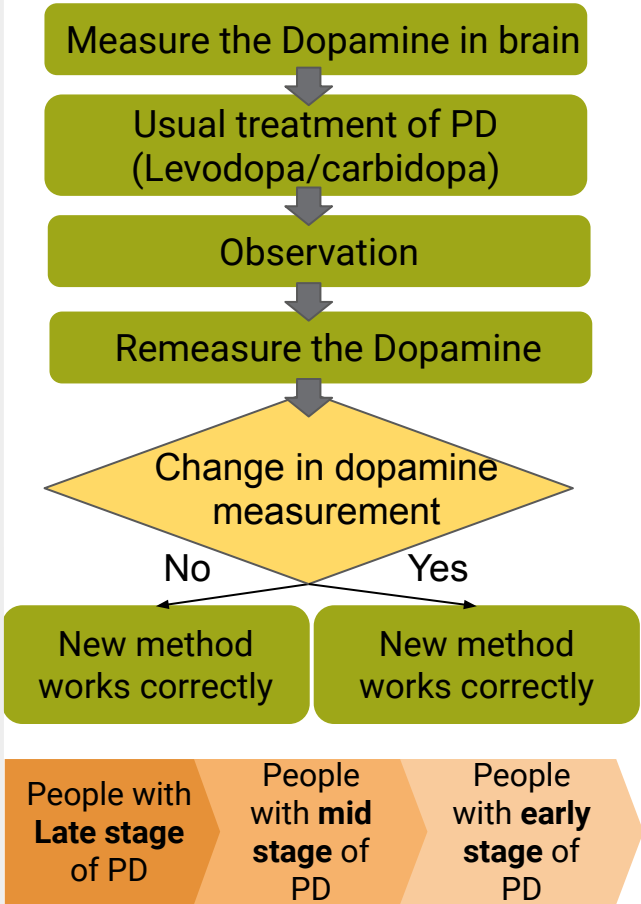 Measure the Dopamine in brain
Usual treatment of PD
(Levodopa/carbidopa)
Observation
Remeasure the Dopamine
Change in dopamine
measurement
No
Yes
New method
works correctly
New method
works correctly
People with
Late stage
of PD
People
with mid
stage of
PD
People
with early
stage of
PD